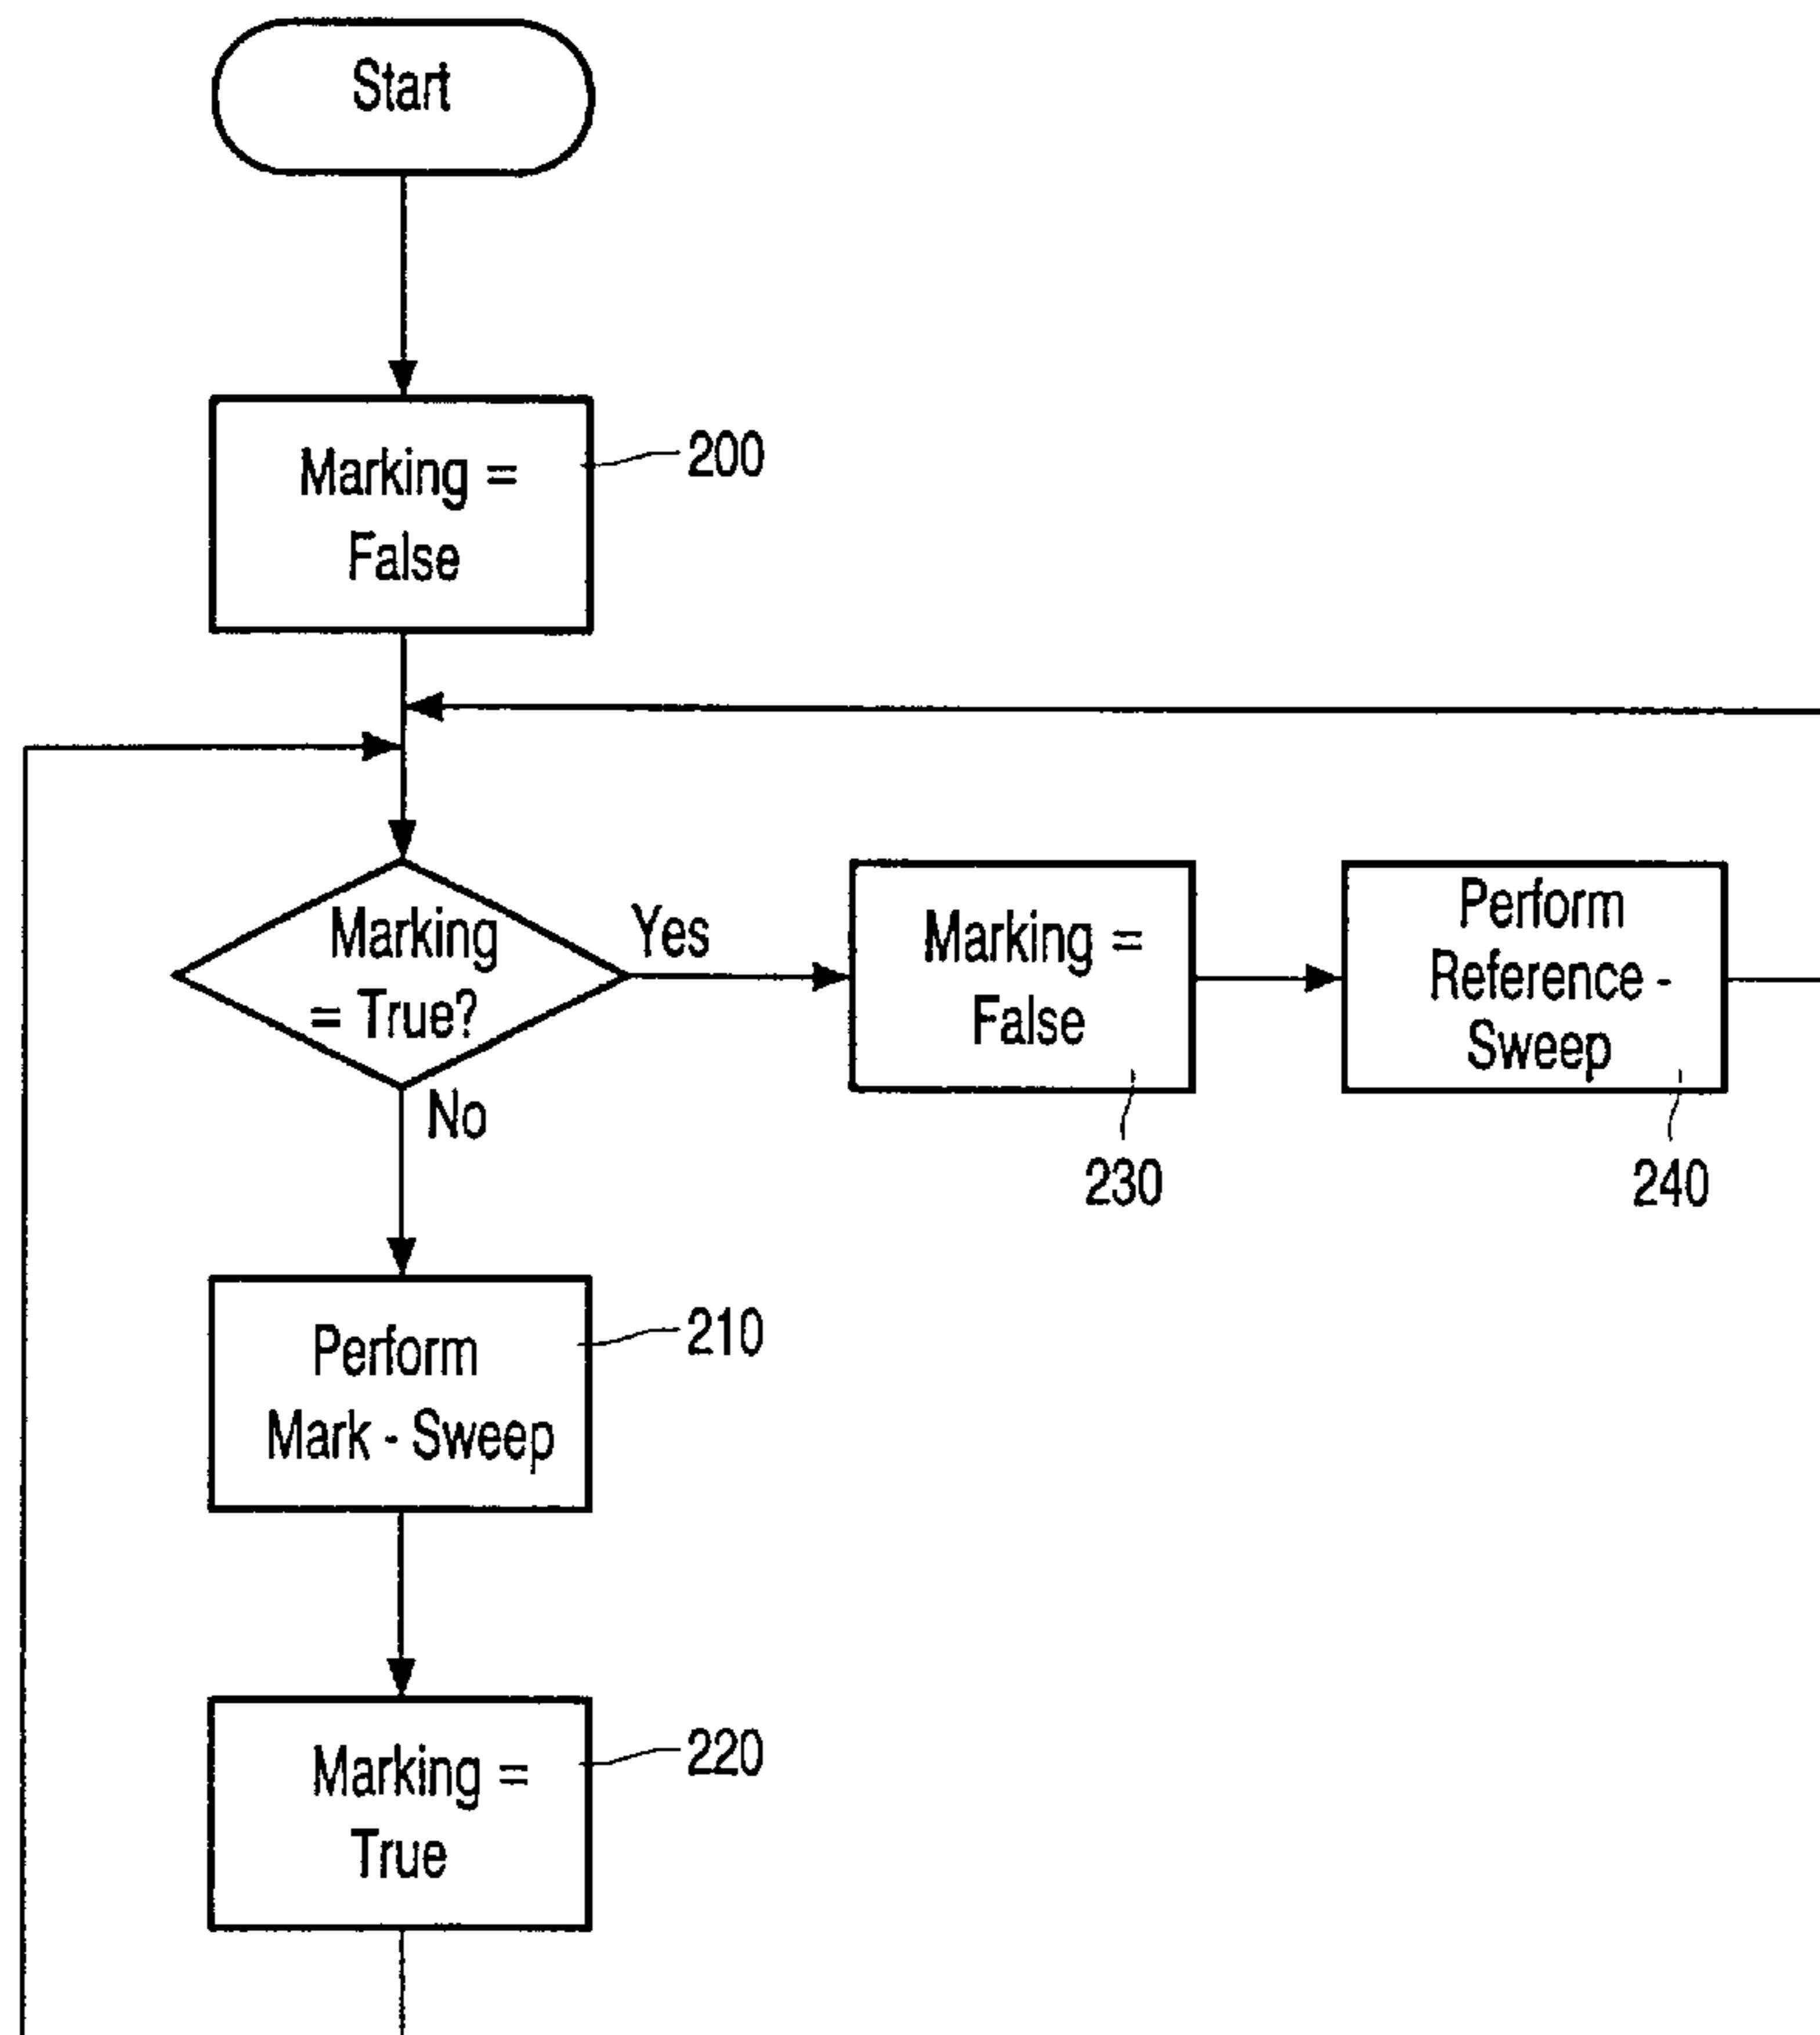 Start
Marking =
False
200
Marking
= True?
Yes
No
Marking =
False
230
Perform
Reference -
Sweep
240
Perform
Mark - Sweep
210
Marking =
True
220